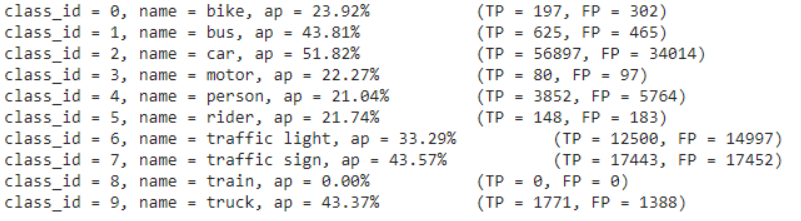 class_id = 0, name = bike, ap = 23.92% (TP = 197, FP = 302)
class_id = 1, name = bus, ap = 43.81% (TP = 625, FP = 465)
class_id = 2, name = car, ap = 51.82% (TP = 56897, FP = 34014)
class_id = 3, name = motor, ap = 22.27% (TP = 80, FP = 97)
class_id = 4, name = person, ap = 21.04% (TP = 3852, FP = 5764)
class_id = 5, name = rider, ap = 21.74% (TP = 148, FP = 183)
class_id = 6, name = traffic light, ap = 33.29% (TP = 12500, FP = 14997)
class_id = 7, name = traffic sign, ap = 43.57% (TP = 17443, FP = 17452)
class_id = 8, name = train, ap = 0.00% (TP = 0, FP = 0)
class_id = 9, name = truck, ap = 43.37% (TP = 1771, FP = 1388)